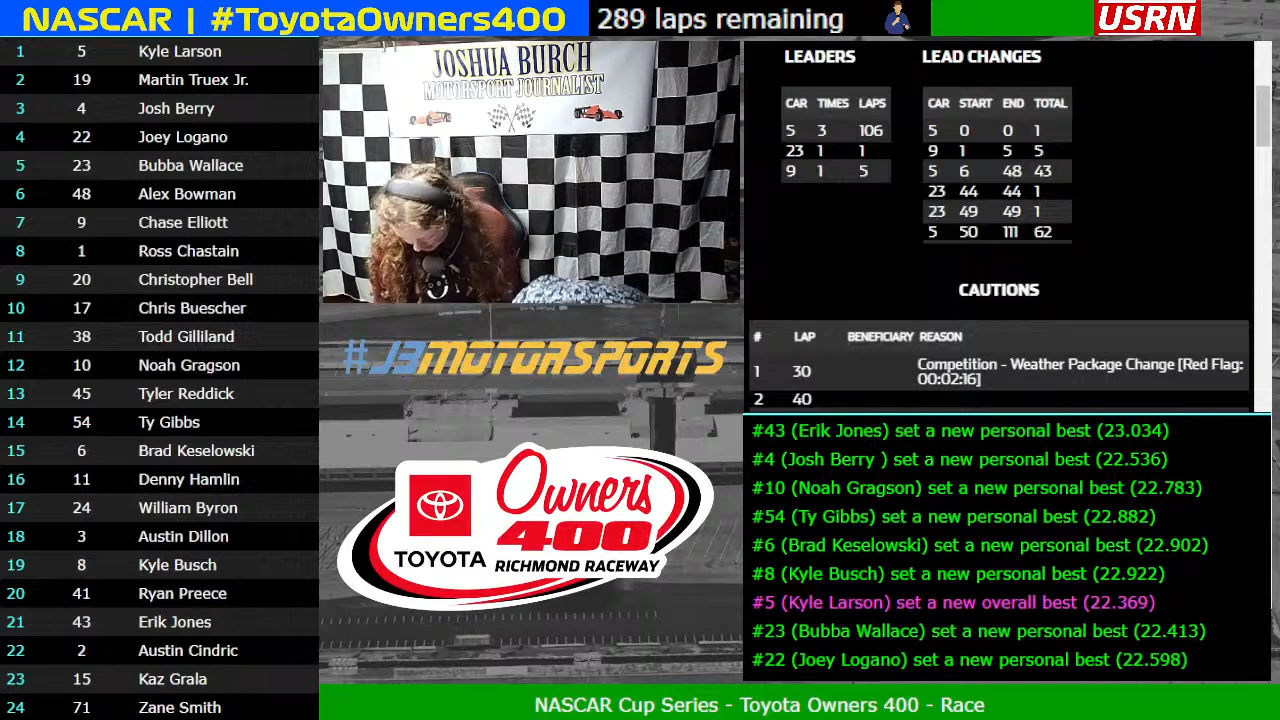 NASCAR | #ToyotaOwners400
289 laps remaining
USRN
1 5 Kyle Larson
2 19 Martin Truex Jr.
3 4 Josh Berry
4 22 Joey Logano
5 23 Bubba Wallace
6 48 Alex Bowman
7 9 Chase Elliott
8 1 Ross Chastain
9 20 Christopher Bell
10 17 Chris Buescher
11 38 Todd Gilliland
12 10 Noah Gragson
13 45 Tyler Reddick
14 54 Ty Gibbs
15 6 Brad Keselowski
16 11 Denny Hamlin
17 24 William Byron
18 3 Austin Dillon
19 8 Kyle Busch
20 41 Ryan Preece
21 43 Erik Jones
22 2 Austin Cindric
23 15 Kaz Grala
24 71 Zane Smith
JOSHUA BURCH
MOTORSPORT JOURNALIST
#JBMOTORSPORTS
Owners
400
TOYOTA
RICHMOND RACEWAY
LEADERS
CAR TIMES LAPS
5 3 106
23 1 1
9 1 5
LEAD CHANGES
CAR START END TOTAL
5 0 0 1
9 1 5 5
5 6 48 43
23 44 44 1
23 49 49 1
5 50 111 62
CAUTIONS
# LAP BENEFICIARY REASON
1 30 Competition - Weather Package Change [Red Flag:
00:02:16]
2 40
#43 (Erik Jones) set a new personal best (23.034)
#4 (Josh Berry ) set a new personal best (22.536)
#10 (Noah Gragson) set a new personal best (22.783)
#54 (Ty Gibbs) set a new personal best (22.882)
#6 (Brad Keselowski) set a new personal best (22.902)
#8 (Kyle Busch) set a new personal best (22.922)
#5 (Kyle Larson) set a new overall best (22.369)
#23 (Bubba Wallace) set a new personal best (22.413)
#22 (Joey Logano) set a new personal best (22.598)
NASCAR Cup Series - Toyota Owners 400 - Race